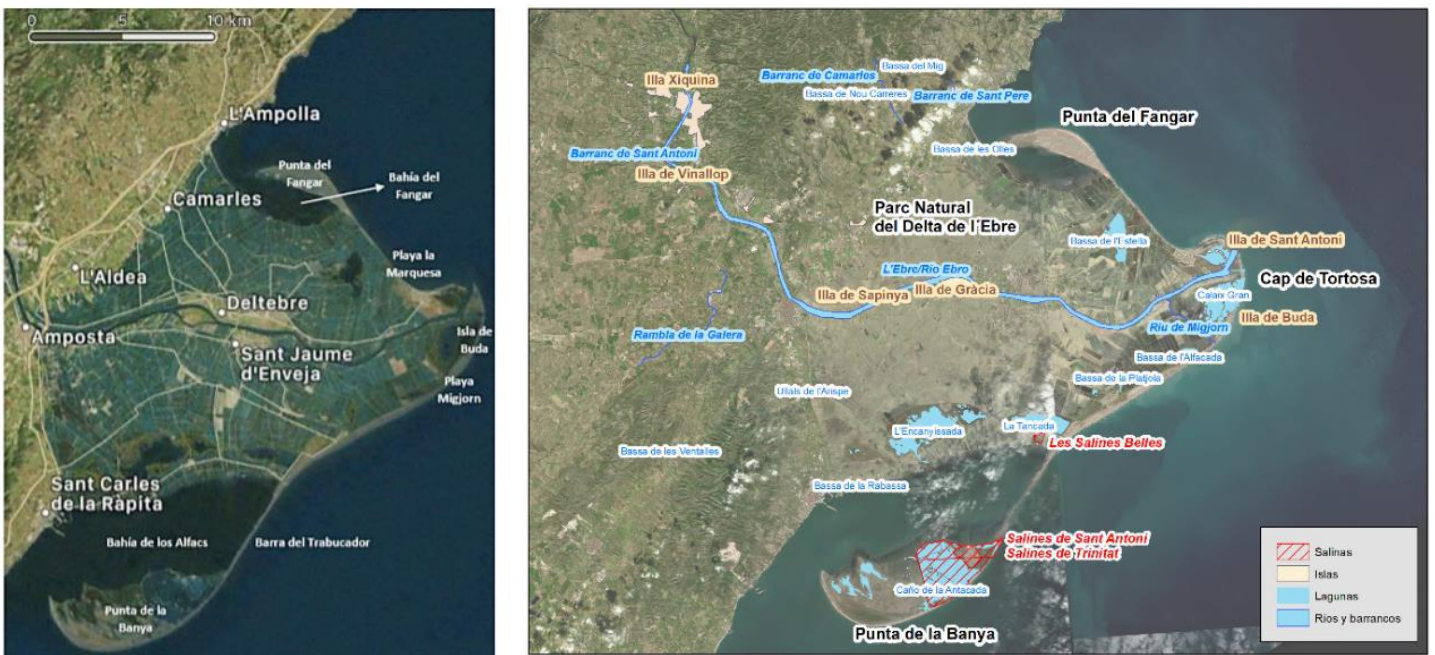 0 5 10 km
L'Ampolla
Punta del
Fangar
Bahía del
Fangar
Camarles
Playa la
Marquesa
L'Aldea
Deltebre
Amposta
Isla de
Buda
Sant Jaume
d'Enveja
Playa
Migjorn
Sant Carles
de la Ràpita
Bahía de los Alfacs
Barra del Trabucador
Punta de la
Banya
Illa Xiquina
Bassa del Mig
Barranc de Camarles
Bassa de Nou Carreres
Barranc de Sant Pere
Punta del Fangar
Barranc de Sant Antoni
Bassa de les Olles
Illa de Vinallop
Parc Natural
del Delta de l´Ebre
Bassa de l'Estella
Illa de Sant Antoni
L'Ebre/Río Ebro
Cap de Tortosa
Illa de Sapinya
Illa de Gràcia
Calaix Gran
Illa de Buda
Rambla de la Galera
Riu de Migjorn
Bassa de l'Alfacada
Bassa de la Platjola
Ullals de l'Arispe
La Tancada
L'Encanyissada
Les Salines Belles
Bassa de les Ventalles
Bassa de la Rabassa
Salines de Sant Antoni
Salines de Trinitat
Caño de la Antacada
Punta de la Banya
Salinas
Islas
Lagunas
Ríos y barrancos